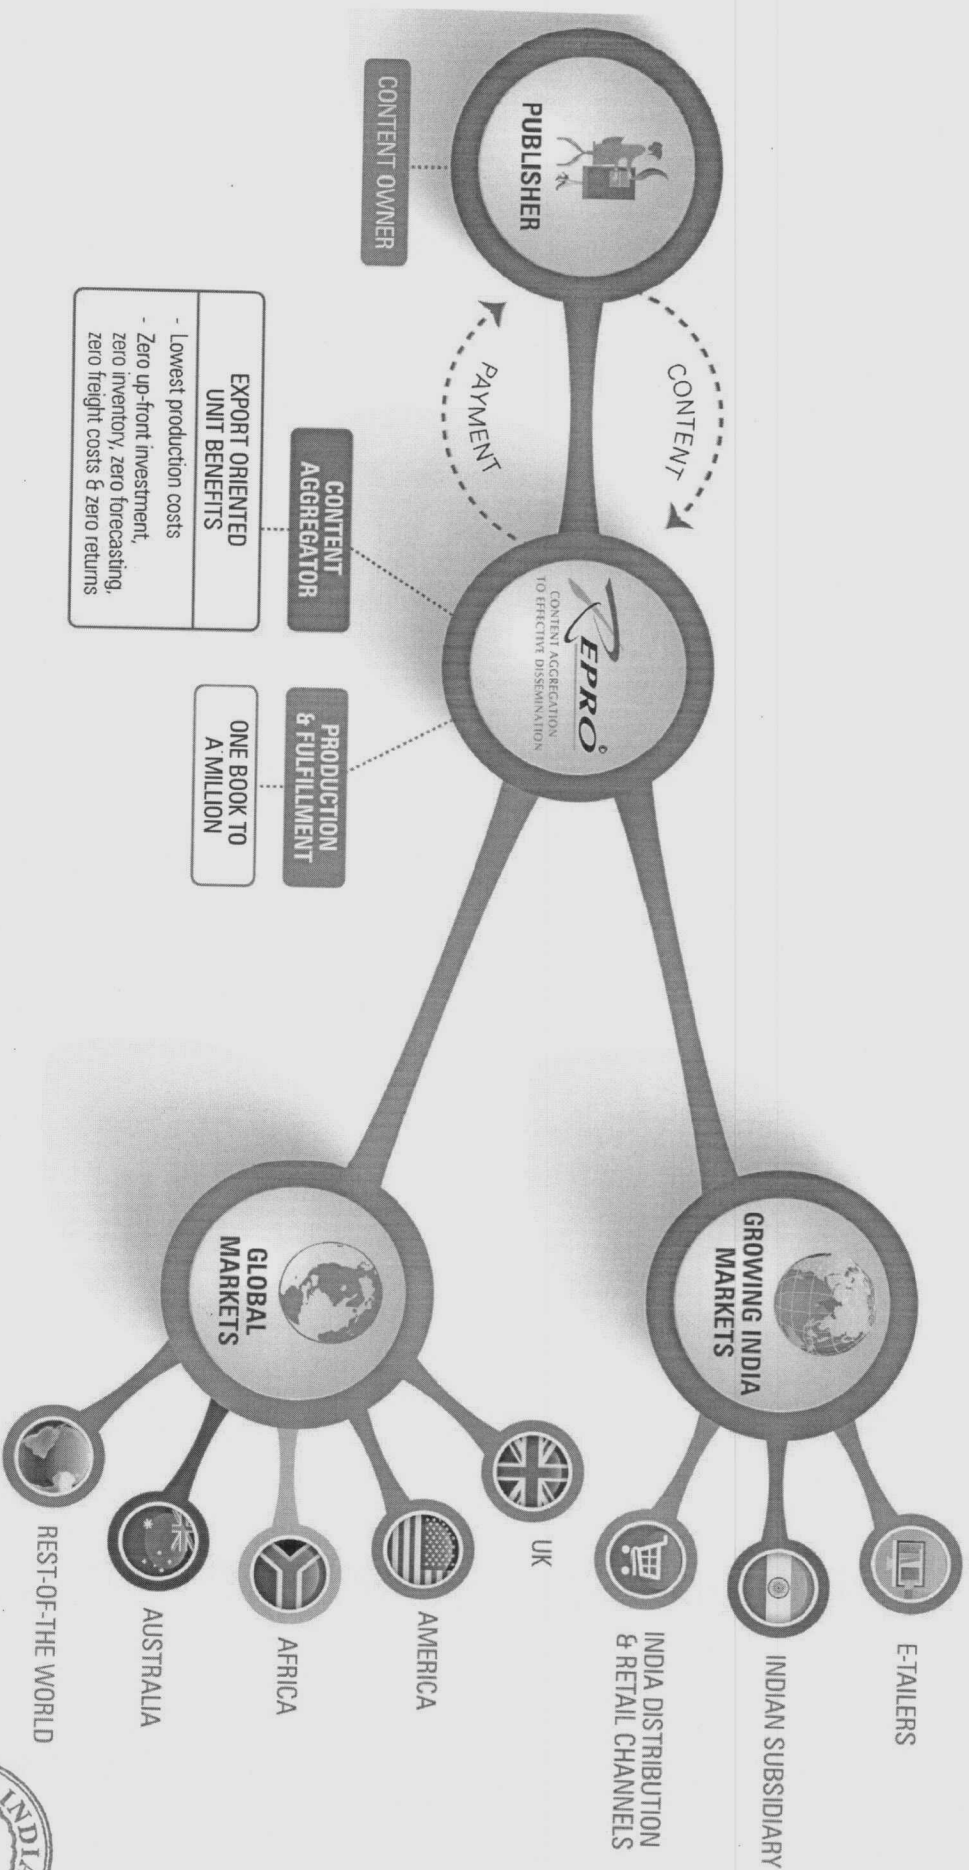 PUBLISHER
CONTENT OWNER
CONTENT
PAYMENT
REPRO
CONTENT AGGREGATION
TO EFFECTIVE DISSEMINATION
CONTENT
AGGREGATOR
EXPORT ORIENTED
UNIT BENEFITS
- Lowest production costs
- Zero up-front investment,
zero inventory, zero forecasting,
zero freight costs & zero returns
PRODUCTION
& FULFILLMENT
ONE BOOK TO
A MILLION
GROWING INDIA
MARKETS
E-TAILERS
INDIAN SUBSIDIARY
INDIA DISTRIBUTION
& RETAIL CHANNELS
GLOBAL
MARKETS
UK
AMERICA
AFRICA
AUSTRALIA
REST-OF-THE WORLD